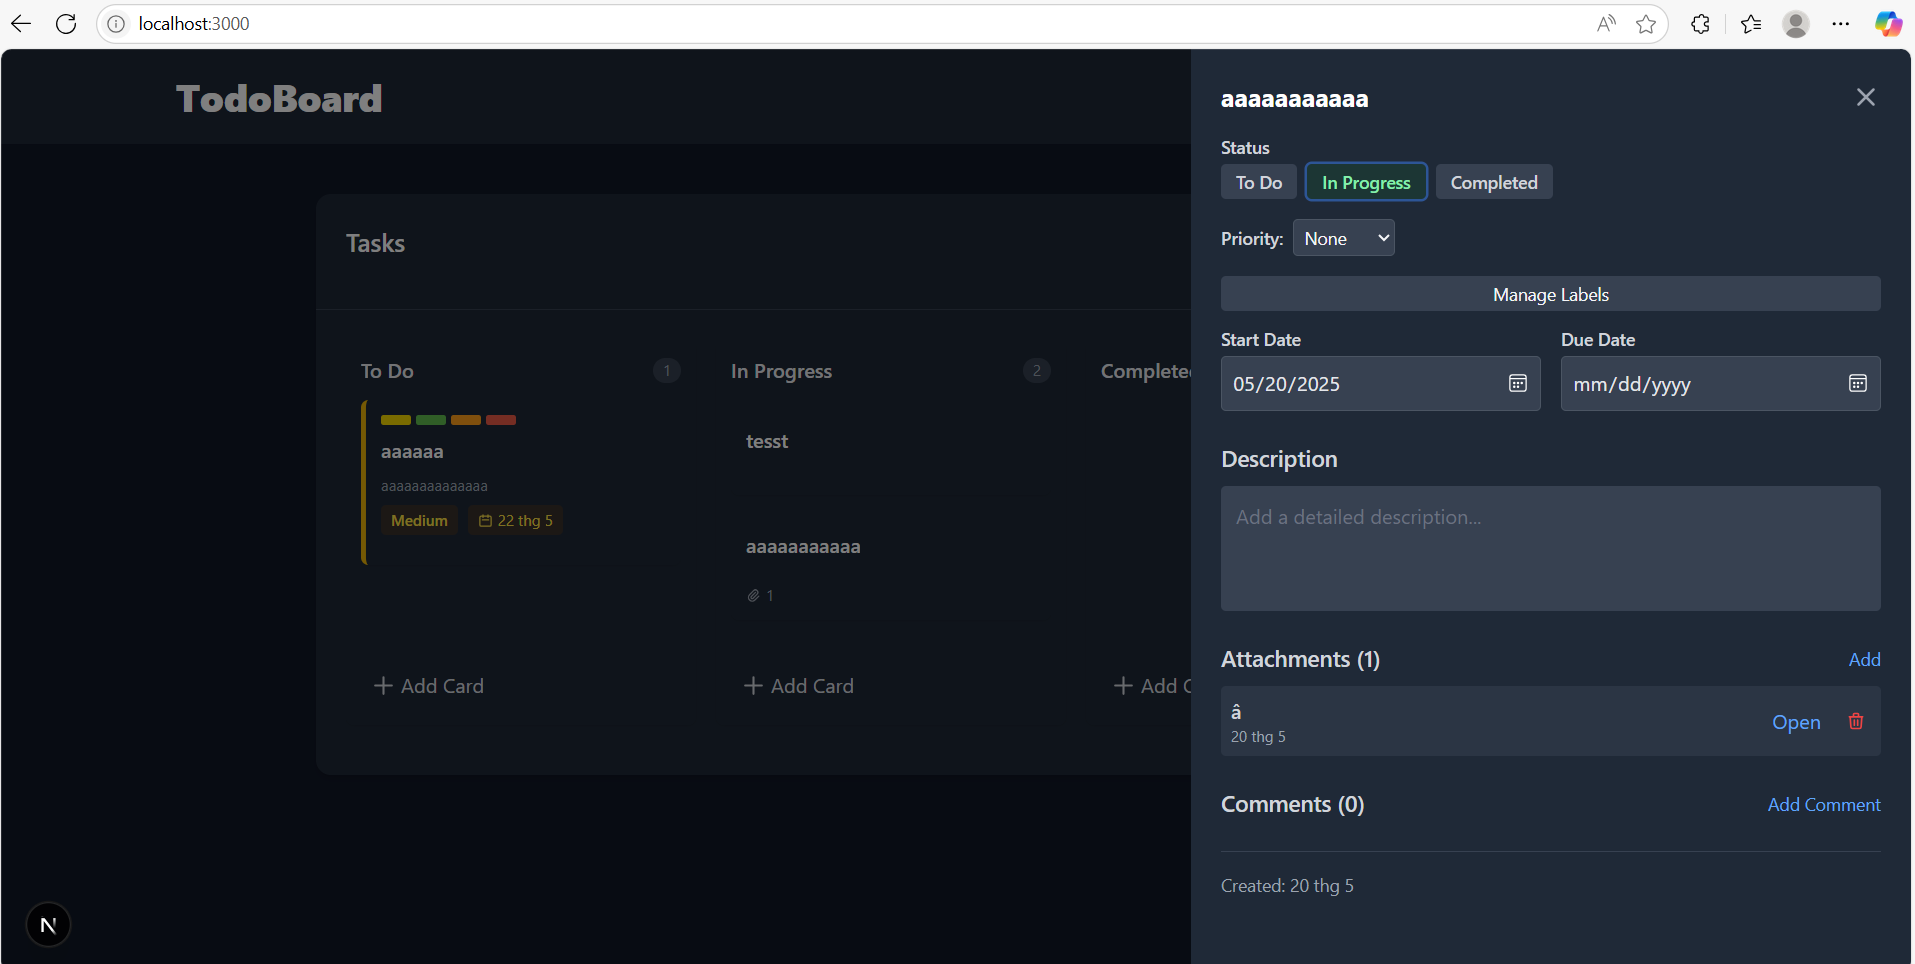 localhost:3000
TodoBoard
Tasks
To Do 1
aaaaaa
aaaaaaaaaaaaaa
Medium 22 thg 5
Add Card
In Progress 2
tesst
aaaaaaaaaaa
1
Add Card
Complete
Add C
aaaaaaaaaaa
Status
To Do In Progress Completed
Priority: None
Manage Labels
Start Date Due Date
05/20/2025 mm/dd/yyyy
Description
Add a detailed description...
Attachments (1) Add
â
20 thg 5
Open
Comments (0) Add Comment
Created: 20 thg 5
N